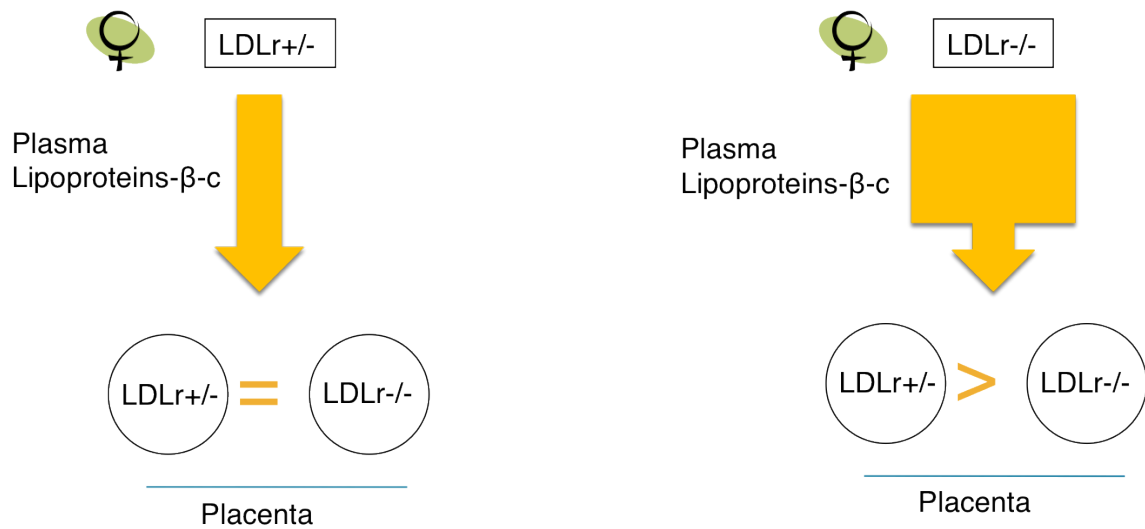 LDLr+/-
Plasma
Lipoproteins-β-c
LDLr+/-
=
LDLr-/-
Placenta
LDLr-/-
Plasma
Lipoproteins-β-c
LDLr+/-
>
LDLr-/-
Placenta